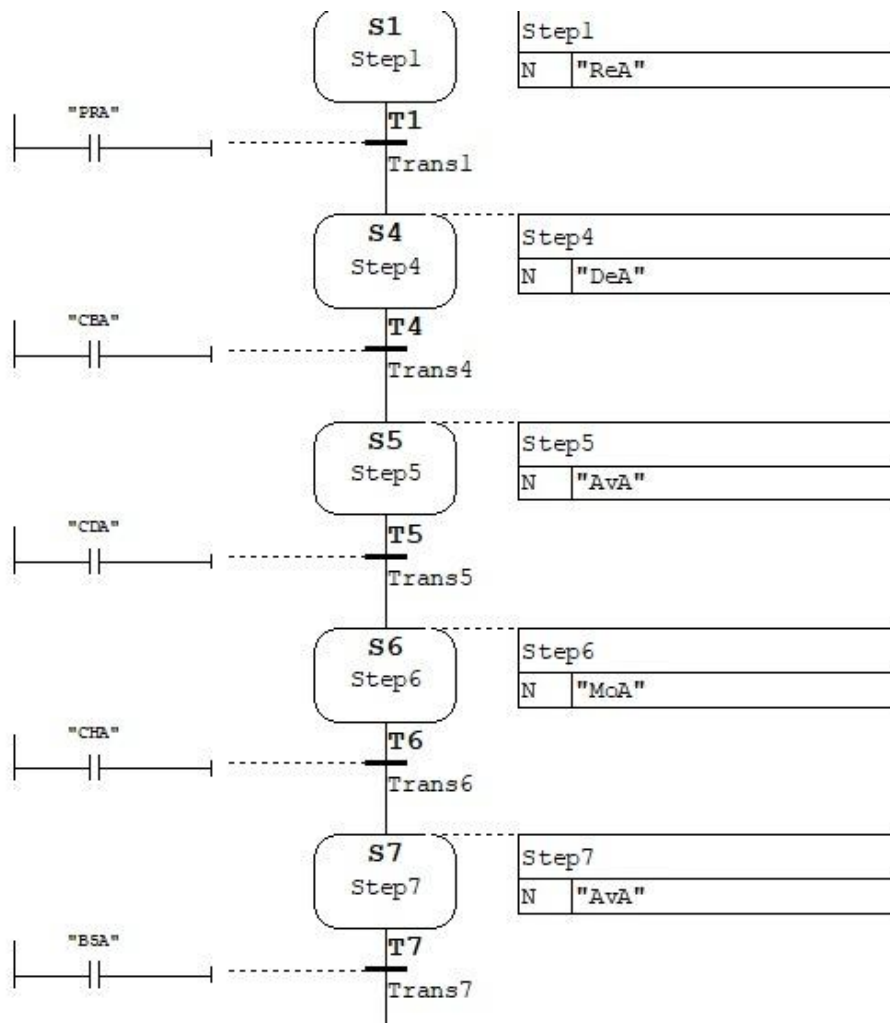 S1
Step1
Step1
N "ReA"
"PRA"
T1
Trans1
S4
Step4
Step4
N "DeA"
"CBA"
T4
Trans4
S5
Step5
Step5
N "AvA"
"CDA"
T5
Trans5
S6
Step6
Step6
N "MoA"
"CHA"
T6
Trans6
S7
Step7
Step7
N "AvA"
"BSA"
T7
Trans7